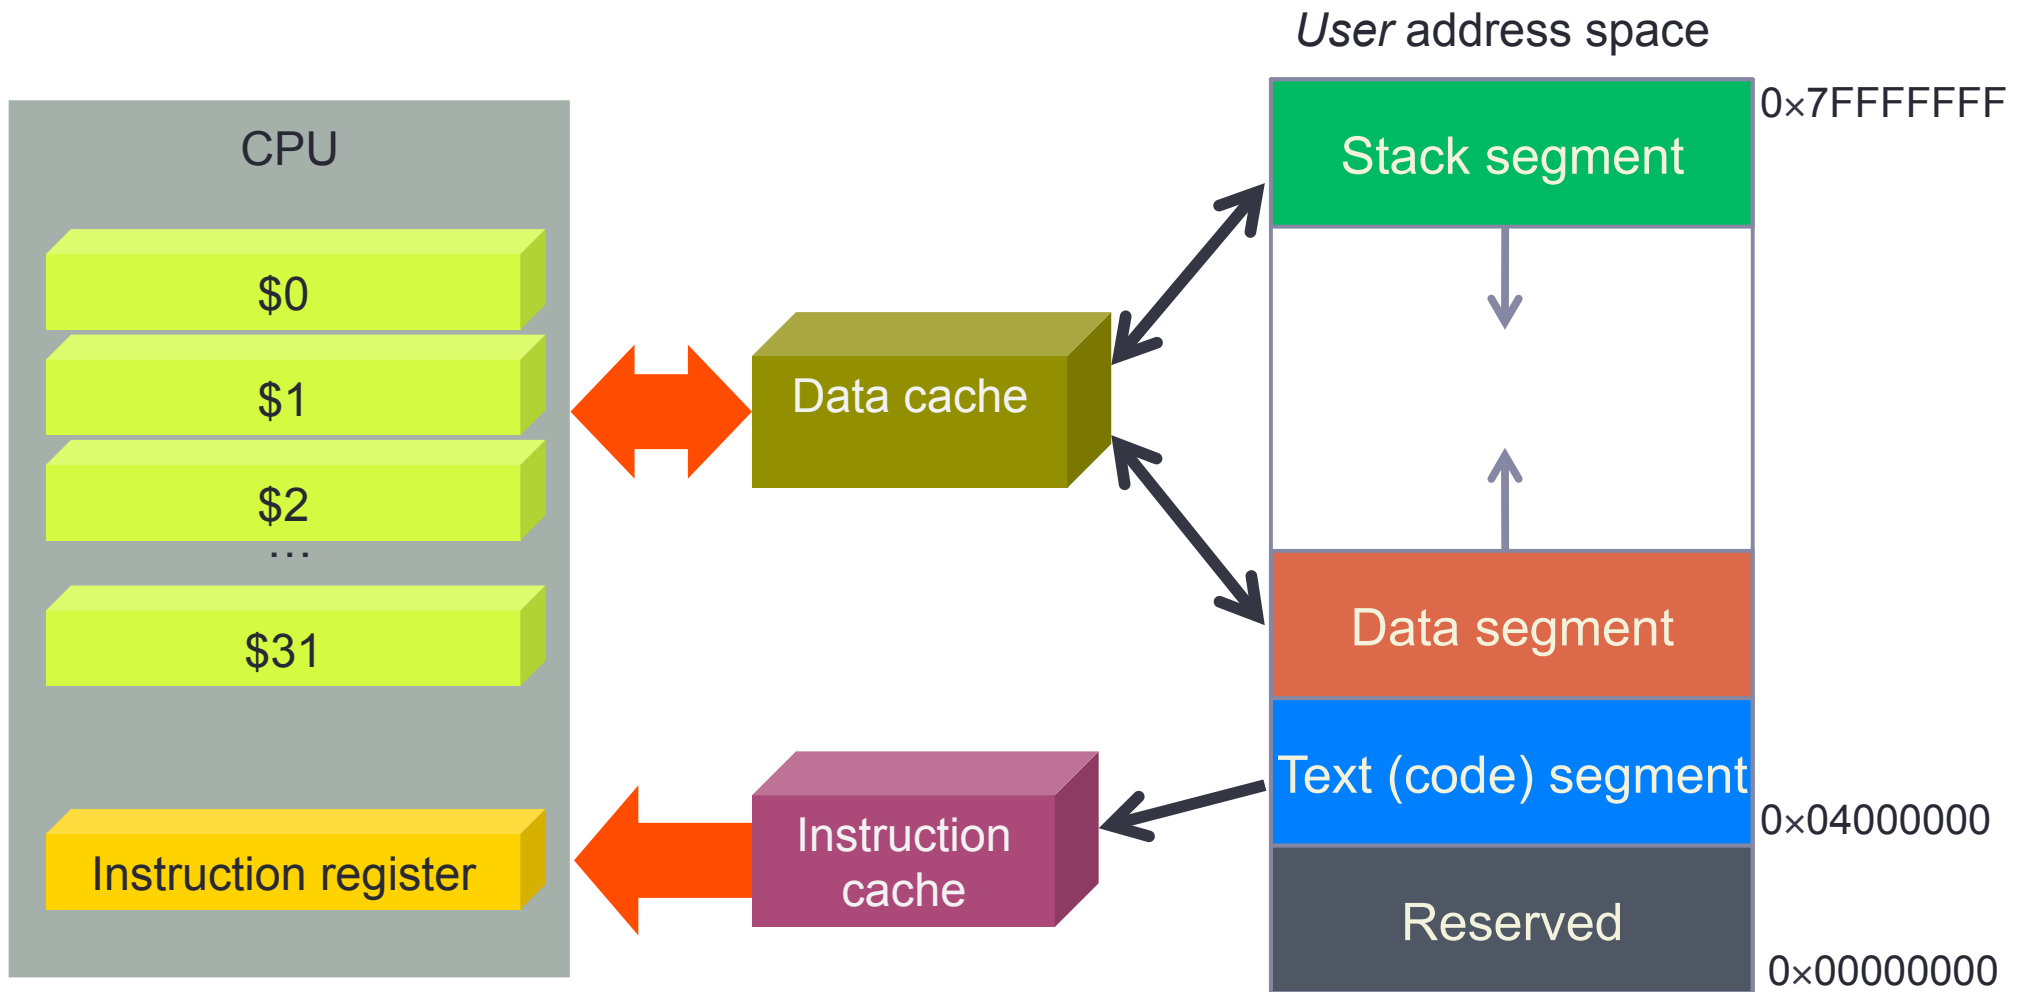 User address space
0×7FFFFFFF
CPU
Stack segment
$0
$1
Data cache
$2
...
Data segment
$31
Text (code) segment
0×04000000
Instruction
cache
Instruction register
Reserved
0×00000000